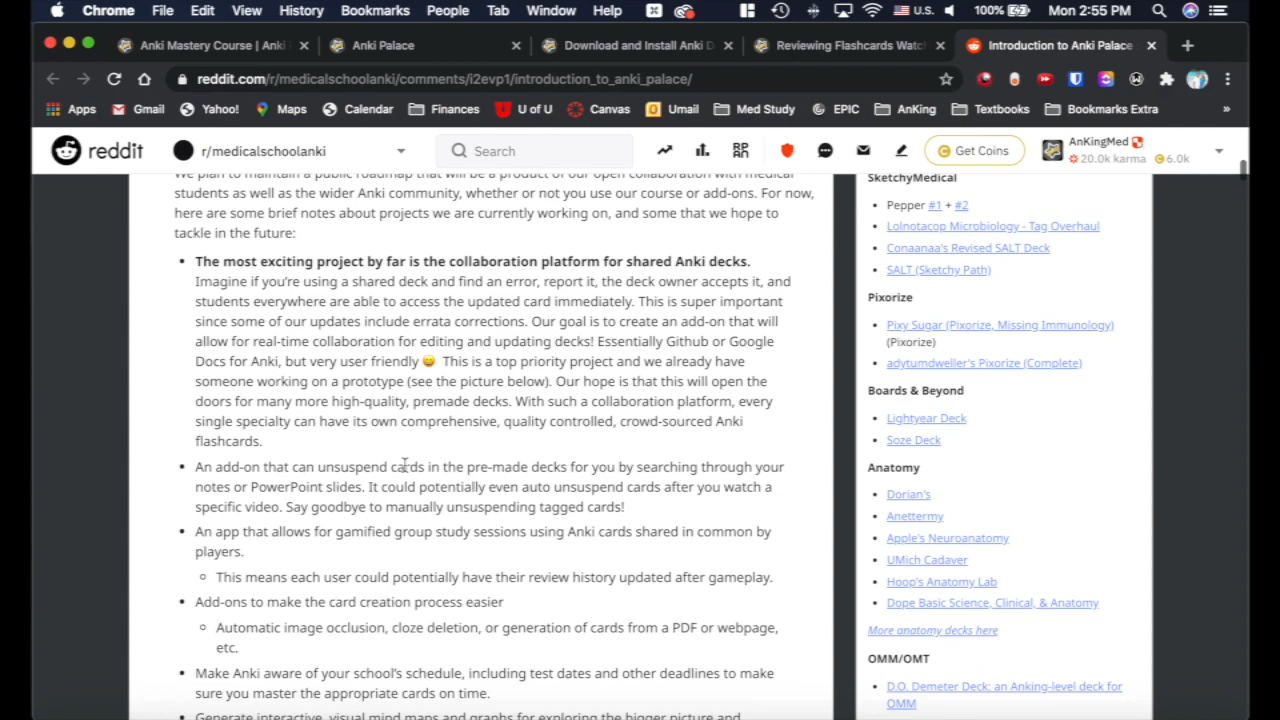 Chrome File Edit View History Bookmarks People Tab Window Help U.S. 100% Mon 2:55 PM
Anki Mastery Course | Anki Anki Palace Download and Install Anki D Reviewing Flashcards Watc Introduction to Anki Palace
reddit.com/r/medicalschoolanki/comments/i2evp1/introduction_to_anki_palace/
Apps Gmail Yahoo! Maps Calendar Finances U of U Canvas Umail Med Study EPIC AnKing Textbooks Bookmarks Extra »
reddit r/medicalschoolanki Search Get Coins AnKingMed
20.0k karma 6.0k
We plan to maintain a public roadmap that will be a product of our open collaboration with medical
students as well as the wider Anki community, whether or not you use our course or add-ons. For now,
here are some brief notes about projects we are currently working on, and some that we hope to
tackle in the future:
The most exciting project by far is the collaboration platform for shared Anki decks.
Imagine if you're using a shared deck and find an error, report it, the deck owner accepts it, and
students everywhere are able to access the updated card immediately. This is super important
since some of our updates include errata corrections. Our goal is to create an add-on that will
allow for massive collaboration for editing and updating decks! Essentially Github or Google
Docs for Anki, but very user friendly 😄 This is a top priority project and we already have
someone working on a prototype (see the picture below). Our hope is that this will open the
doors for many more high-quality, premade decks. With such a collaboration platform, every
single specialty can have its own comprehensive, quality controlled, crowd-sourced Anki
flashcards.
An add-on that can unsuspend cards in the pre-made decks for you by searching through your
notes or PowerPoint slides. It could potentially even auto unsuspend cards after you watch a
specific video. Say goodbye to manually unsuspending tagged cards!
An app that allows for gamified group study sessions using Anki cards shared in common by
players.
This means each user could potentially have their review history updated after gameplay.
Add-ons to make the card creation process easier
Automatic image occlusion, cloze deletion, or generation of cards from a PDF or webpage,
etc.
Make Anki aware of your school's schedule, including test dates and other deadlines to make
sure you learn the appropriate cards on time.
Generate interactive, visual mind maps and graphs for exploring the bigger picture and
SketchyMedical
Pepper #1 + #2
Lolnotacop Microbiology - Tag Overhaul
Conaanaa's Revised SALT Deck
SALT (Sketchy Path)
Pixorize
Pixy Sugar (Pixorize, Missing Immunology)
(Pixorize)
adytumdweller's Pixorize (Complete)
Boards & Beyond
Lightyear Deck
Soze Deck
Anatomy
Dorian's
Anettermy
Apple's Neuroanatomy
UMich Cadaver
Hoop's Anatomy Lab
Dope Basic Science, Clinical, & Anatomy
More anatomy decks here
OMM/OMT
D.O. Demeter Deck: an Anking-level deck for
OMM